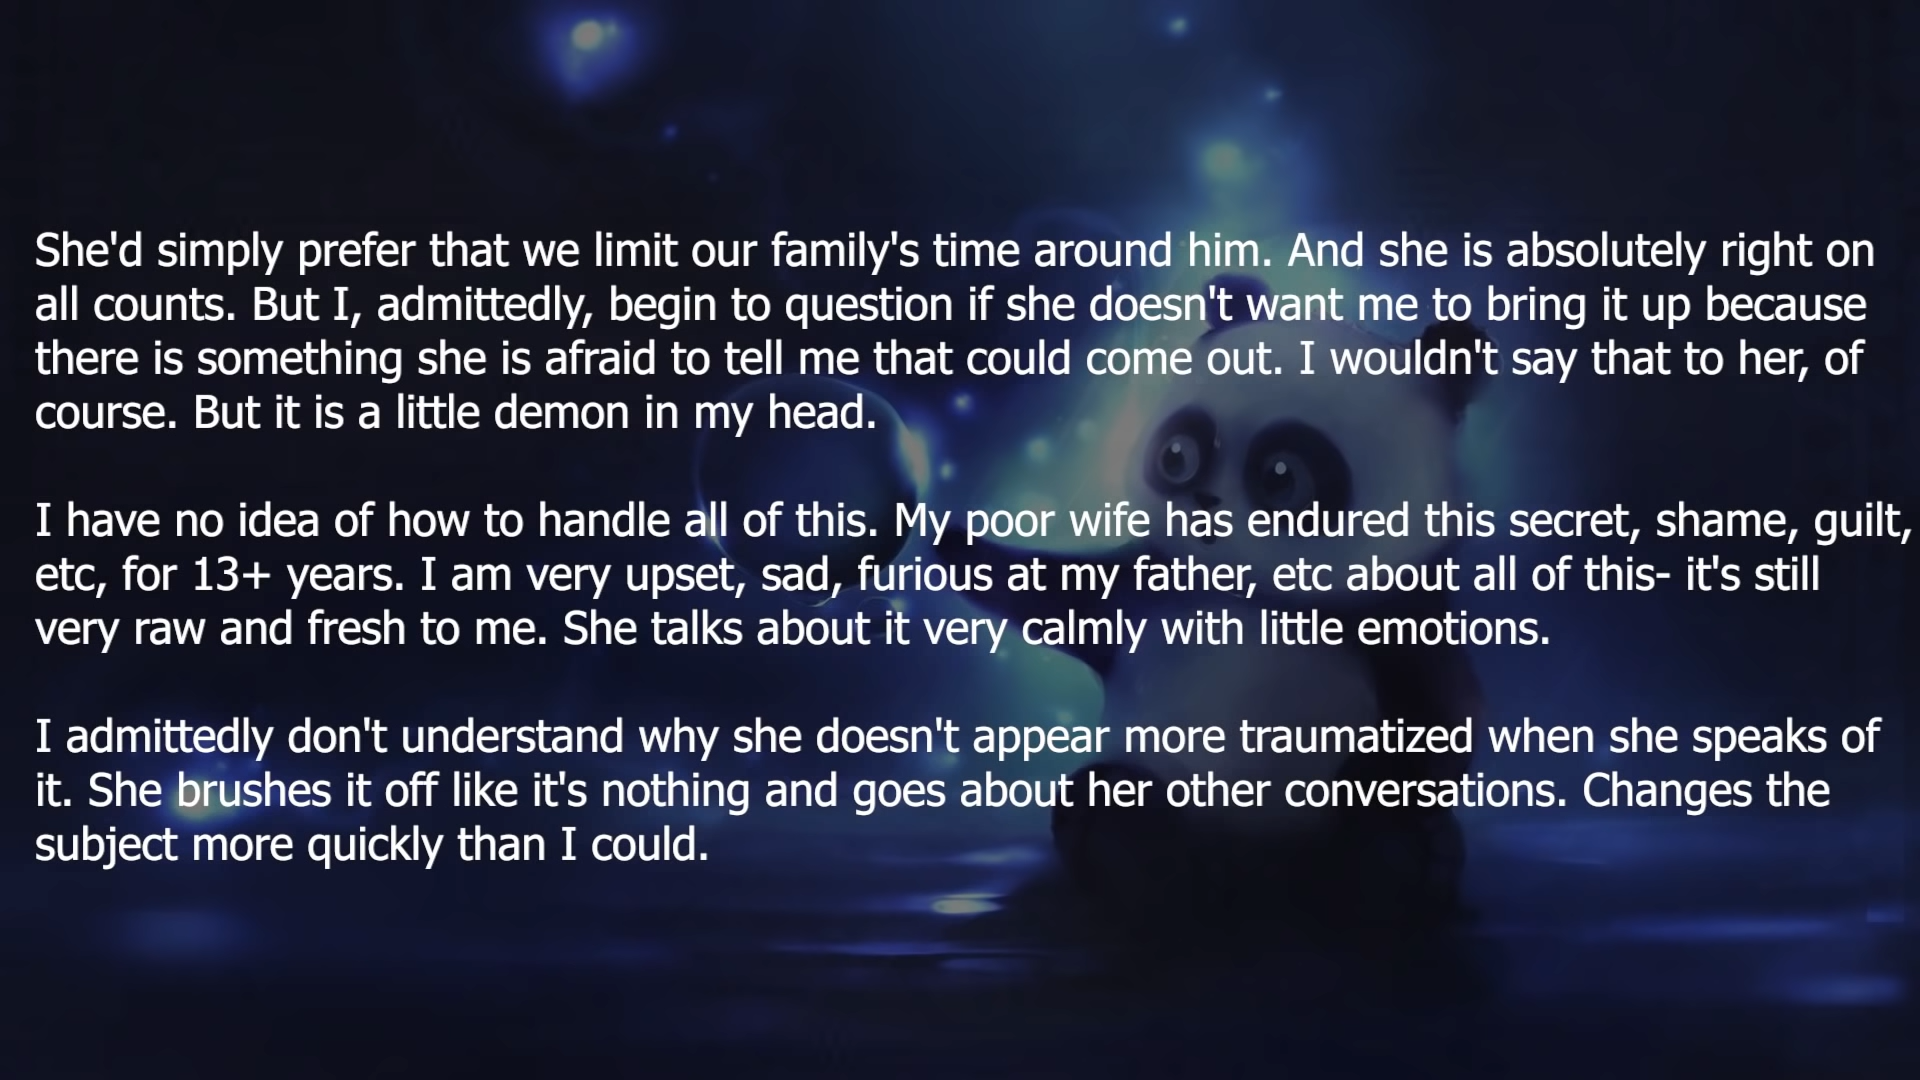 She'd simply prefer that we limit our family's time around him. And she is absolutely right on
all counts. But I, admittedly, begin to question if she doesn't want me to bring it up because
there is something she is afraid to tell me that could come out. I wouldn't say that to her, of
course. But it is a little demon in my head.
I have no idea of how to handle all of this. My poor wife has endured this secret, shame, guilt,
etc, for 13+ years. I am very upset, sad, furious at my father, etc about all of this- it's still
very raw and fresh to me. She talks about it very calmly with little emotions.
I admittedly don't understand why she doesn't appear more traumatized when she speaks of
it. She brushes it off like it's nothing and goes about her other conversations. Changes the
subject more quickly than I could.